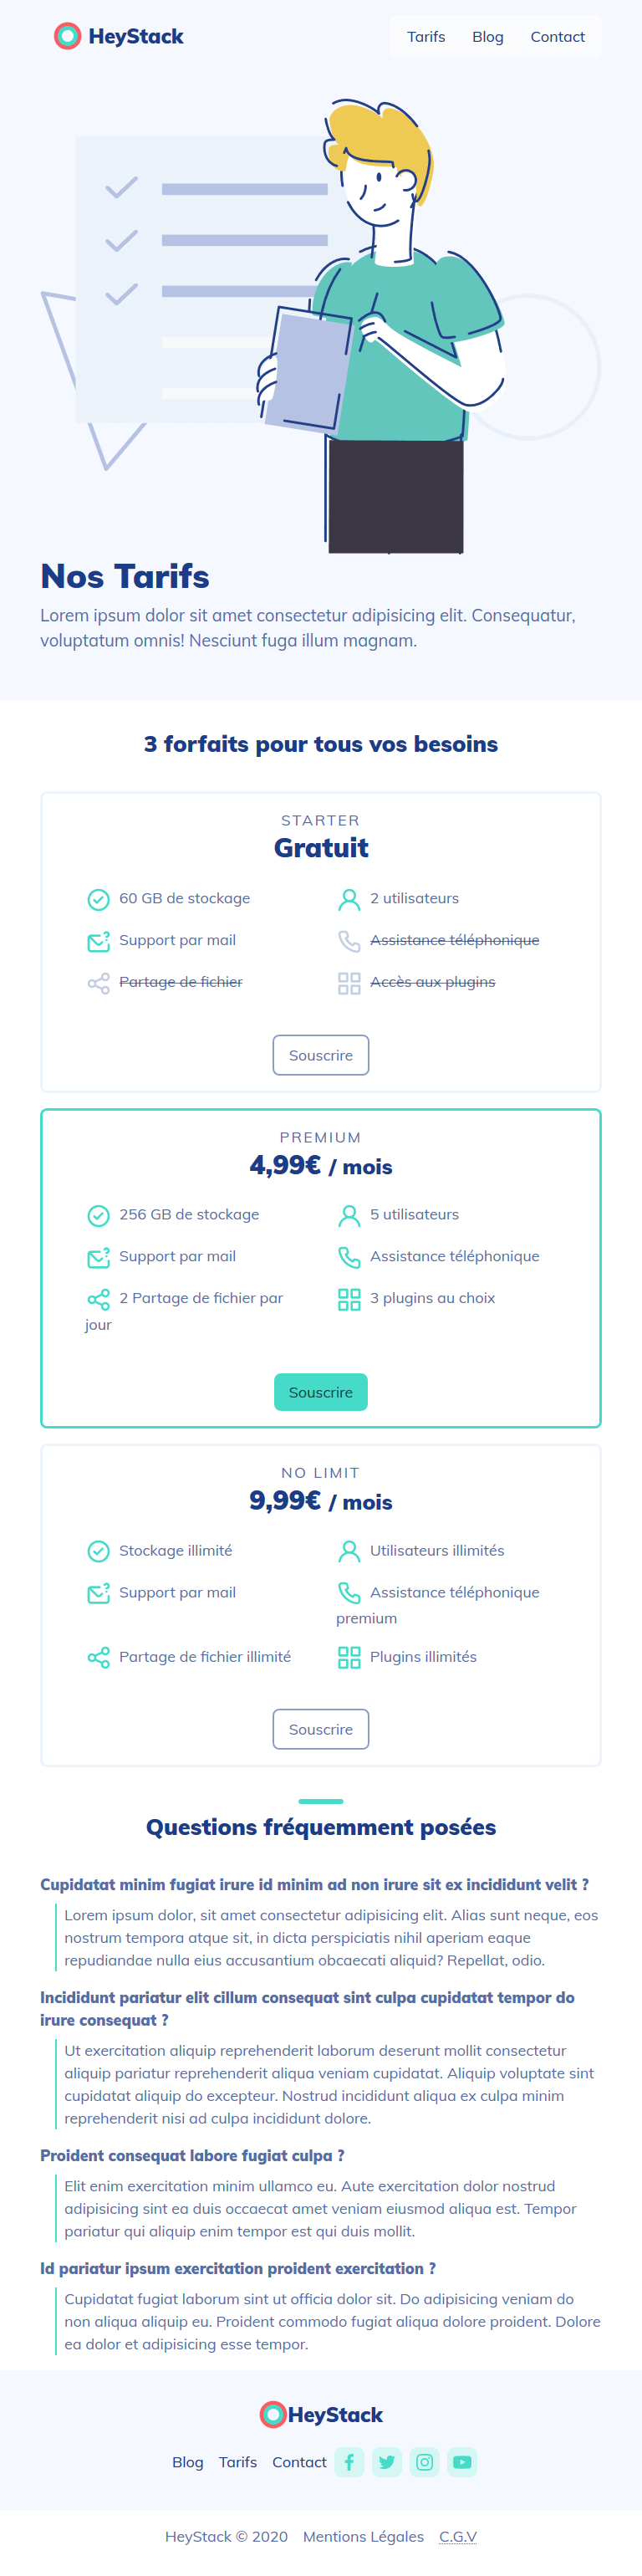 HeyStack
Tarifs Blog Contact
Nos Tarifs
Lorem ipsum dolor sit amet consectetur adipisicing elit. Consequatur,
voluptatum omnis! Nesciunt fuga illum magnam.
3 forfaits pour tous vos besoins
STARTER
Gratuit
60 GB de stockage
2 utilisateurs
Support par mail
Assistance téléphonique
Partage de fichier
Accès aux plugins
Souscrire
PREMIUM
4,99€ / mois
256 GB de stockage
5 utilisateurs
Support par mail
Assistance téléphonique
2 Partage de fichier par
jour
3 plugins au choix
Souscrire
NO LIMIT
9,99€ / mois
Stockage illimité
Utilisateurs illimités
Support par mail
Assistance téléphonique
premium
Partage de fichier illimité
Plugins illimités
Souscrire
Questions fréquemment posées
Cupidatat minim fugiat irure id minim ad non irure sit ex incididunt velit ?
Lorem ipsum dolor, sit amet consectetur adipisicing elit. Alias sunt neque, eos
nostrum tempora atque sit, in dicta perspiciatis nihil aperiam eaque
repudiandae nulla eius accusantium obcaecati aliquid? Repellat, odio.
Incididunt pariatur elit cillum consequat sint culpa cupidatat tempor do
irure consequat ?
Ut exercitation aliquip reprehenderit laborum deserunt mollit consectetur
aliquip pariatur reprehenderit aliqua veniam cupidatat. Aliquip voluptate sint
cupidatat aliquip do excepteur. Nostrud incididunt aliqua ex culpa minim
reprehenderit nisi ad culpa incididunt dolore.
Proident consequat labore fugiat culpa ?
Elit enim exercitation minim ullamco eu. Aute exercitation dolor nostrud
adipisicing sint ea duis occaecat amet veniam eiusmod aliqua est. Tempor
pariatur qui aliquip enim tempor est qui duis mollit.
Id pariatur ipsum exercitation proident exercitation ?
Cupidatat fugiat laborum sint ut officia dolor sit. Do adipisicing veniam do
non aliqua aliquip eu. Proident commodo fugiat aliqua dolore proident. Dolore
ea dolor et adipisicing esse tempor.
HeyStack
Blog Tarifs Contact
HeyStack © 2020 Mentions Légales C.G.V